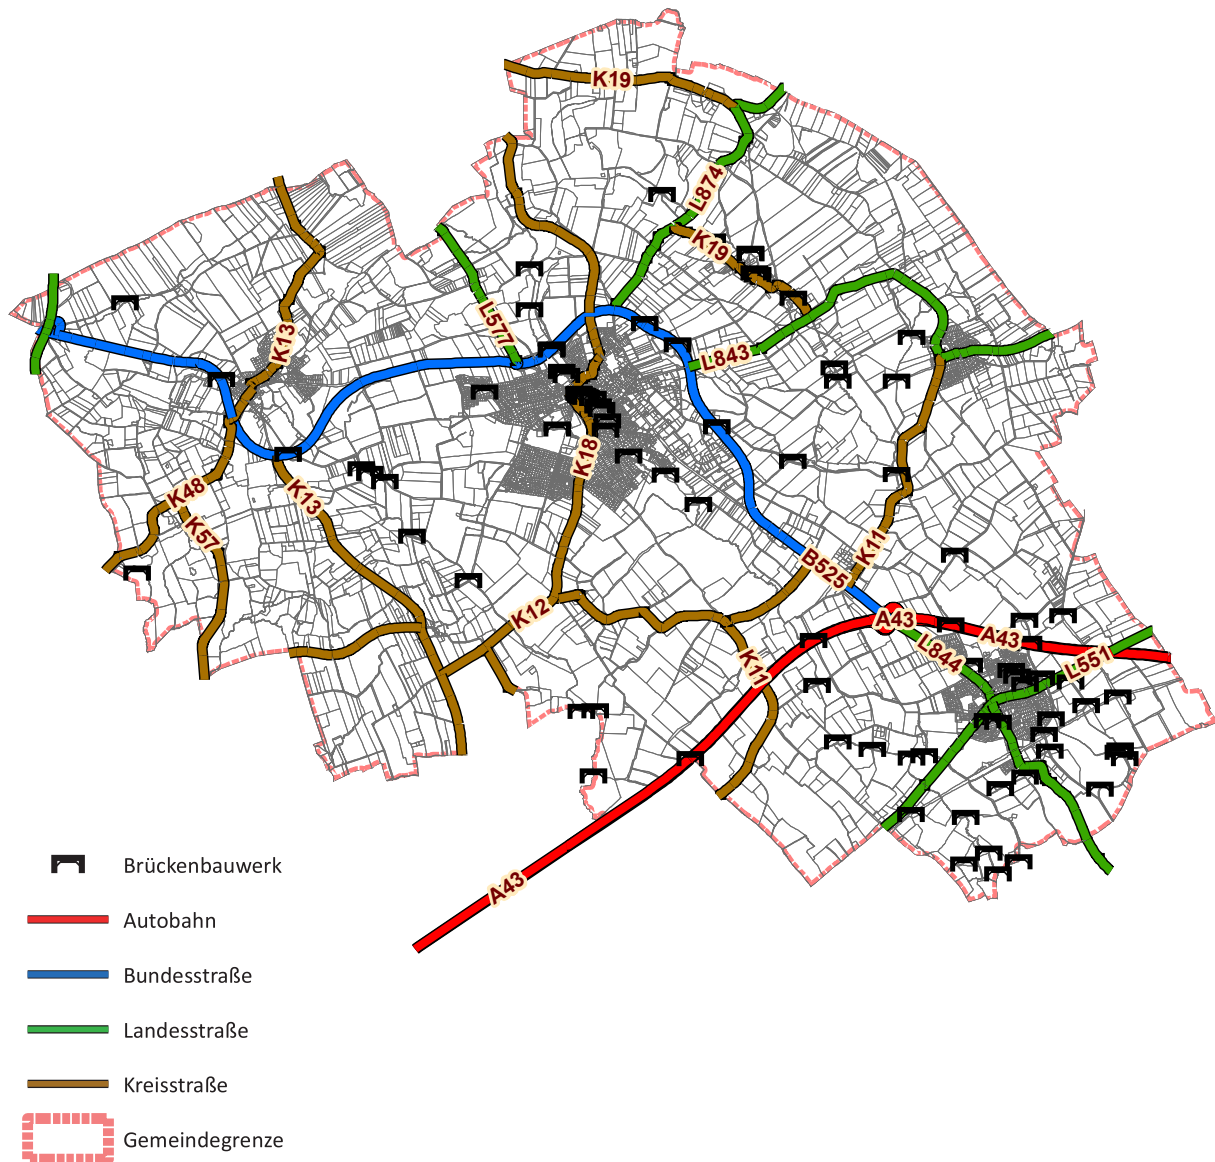 K19
L874
K19
L577
K13
L843
K18
K48
K13
K57
K11
B525
K12
A43
A43
L844
L551
K11
A43
Brückenbauwerk
Autobahn
Bundesstraße
Landesstraße
Kreisstraße
Gemeindegrenze